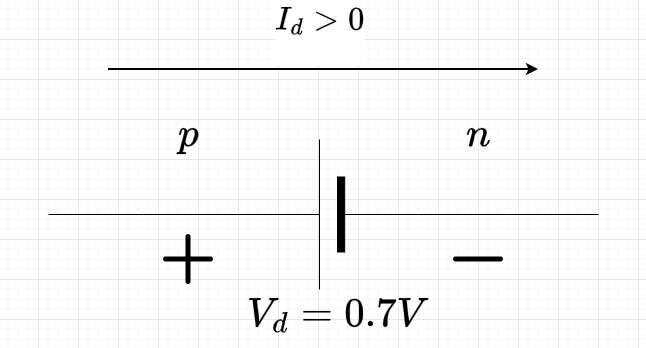 I_d > 0
p n
+ −
V_d = 0.7V